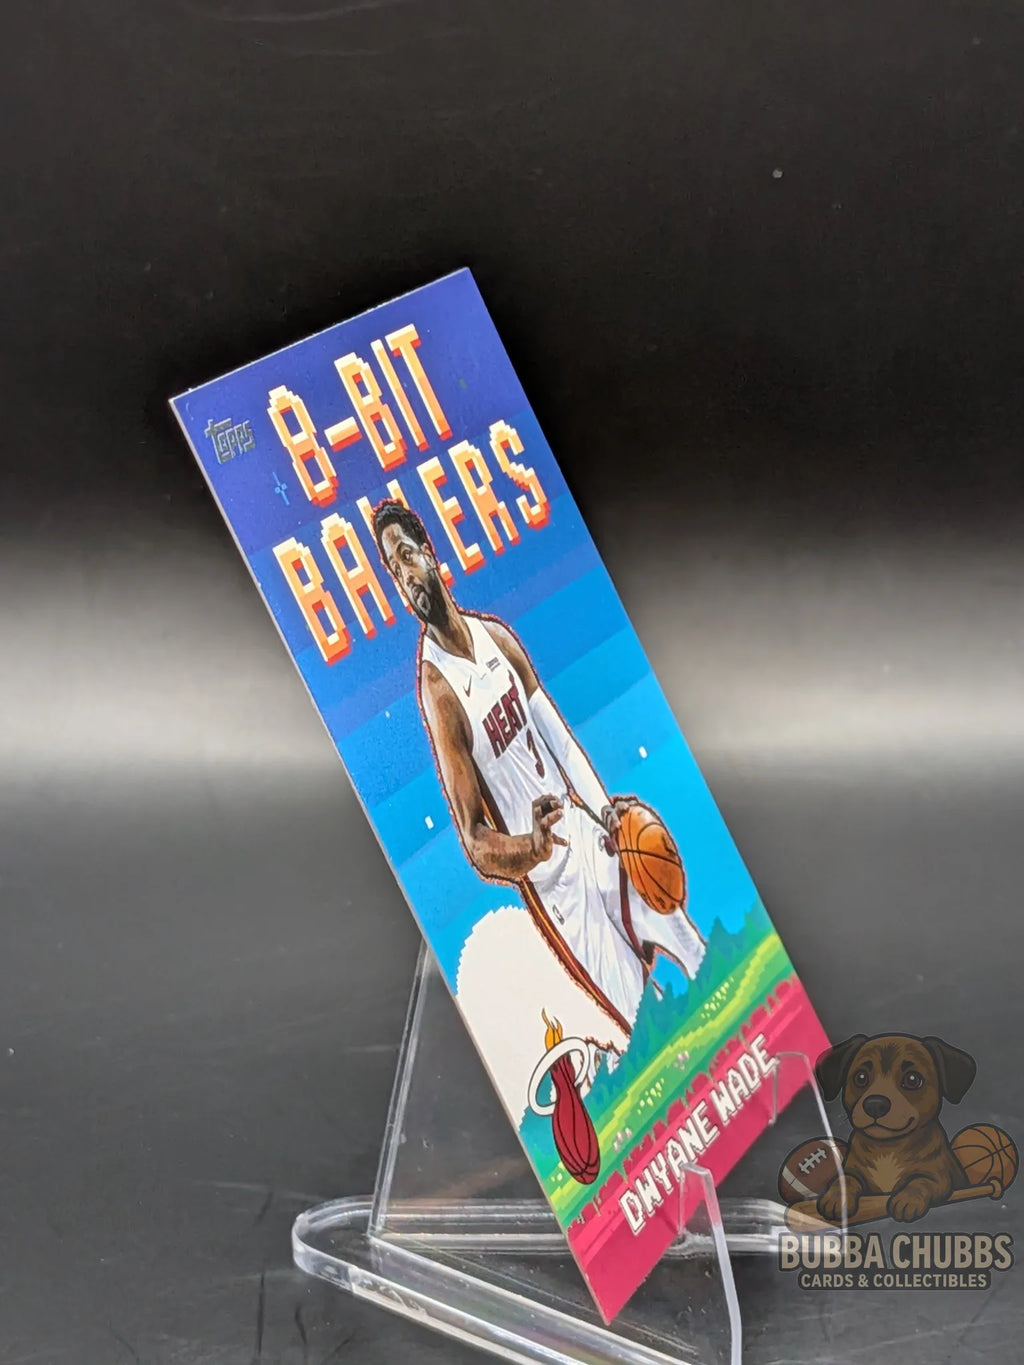 Topps
8-BIT
BALLERS
HEAT
3
DWYANE WADE
BUBBA CHUBBS
CARDS & COLLECTIBLES